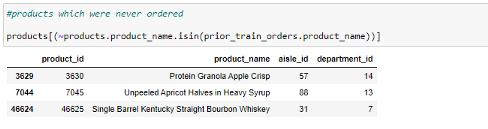 #products which were never ordered
products[(~products.product_name.isin(prior_train_orders.product_name))]
product_id product_name aisle_id department_id
3629 3630 Protein Granola Apple Crisp 57 14
7044 7045 Unpeeled Apricot Halves in Heavy Syrup 88 13
46624 46625 Single Barrel Kentucky Straight Bourbon Whiskey 31 7